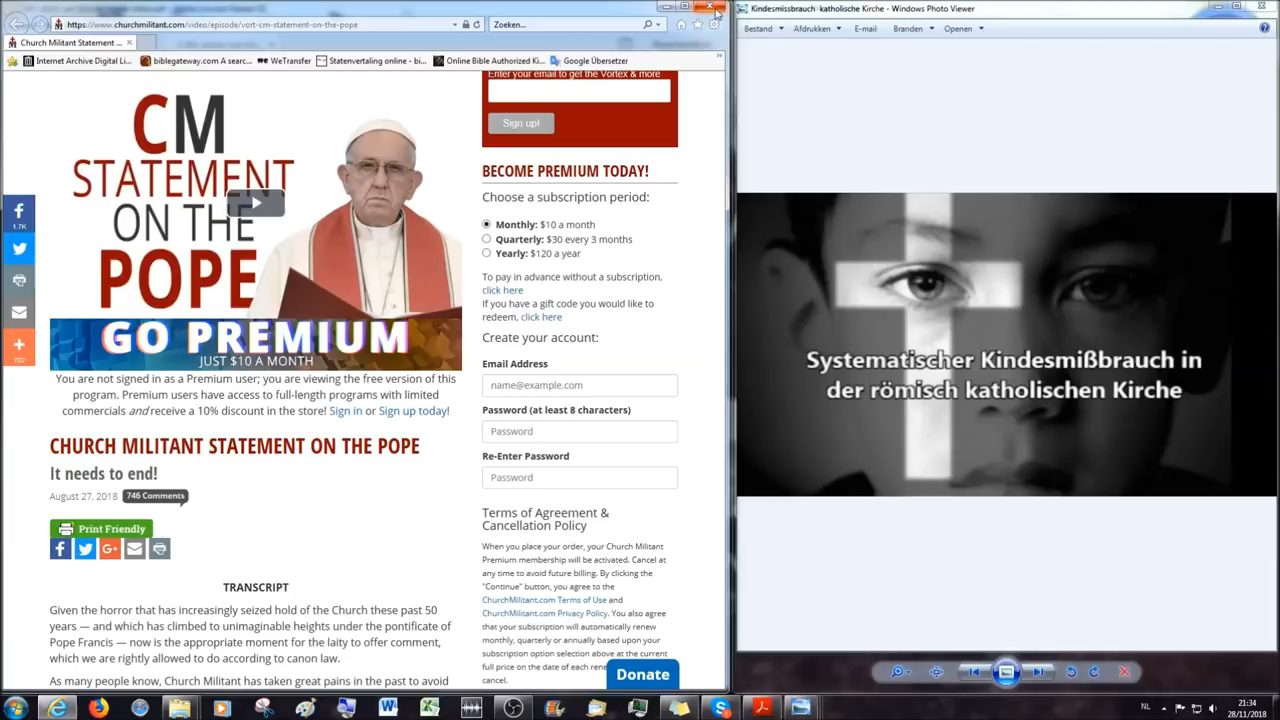 https://www.churchmilitant.com/video/episode/vort-cm-statement-on-the-pope
Zoeken...
Church Militant Statement ...
Internet Archive Digital Li...
biblegateway.com A searc...
WeTransfer
Statenvertaling online - bi...
Online Bible Authorized Ki...
Google Übersetzer
CM
STATEMENT
ON THE
POPE
GO PREMIUM
JUST $10 A MONTH
You are not signed in as a Premium user; you are viewing the free version of this
program. Premium users have access to full-length programs with limited
commercials and receive a 10% discount in the store! Sign in or Sign up today!
CHURCH MILITANT STATEMENT ON THE POPE
It needs to end!
August 27, 2018 746 Comments
Print Friendly
G+
TRANSCRIPT
Given the horror that has increasingly seized hold of the Church these past 50
years — and which has climbed to unimaginable heights under the pontificate of
Pope Francis — now is the appropriate moment for the laity to offer comment,
which we are rightly allowed to do according to canon law.
As many people know, Church Militant has taken great pains in the past to avoid
1.7K
Enter your email to get the Vortex & more
Sign up!
BECOME PREMIUM TODAY!
Choose a subscription period:
Monthly: $10 a month
Quarterly: $30 every 3 months
Yearly: $120 a year
To pay in advance without a subscription,
click here
If you have a gift code you would like to
redeem, click here
Create your account:
Email Address
name@example.com
Password (at least 8 characters)
Password
Re-Enter Password
Password
Terms of Agreement &
Cancellation Policy
When you place your order, your Church Militant
Premium membership will be activated. Cancel at
any time to avoid future billing. By clicking the
"Continue" button, you agree to the
ChurchMilitant.com Terms of Use and
ChurchMilitant.com Privacy Policy. You also agree
that your subscription will automatically renew
monthly, quarterly or annually based upon your
subscription option selection above at the current
full price on the date of each
cancel.
Donate
Kindesmissbrauch katholische Kirche - Windows Photo Viewer
Bestand Afdrukken E-mail Branden Openen
Systematischer Kindesmißbrauch in
der römisch katholischen Kirche
NL
21:34
28/11/2018